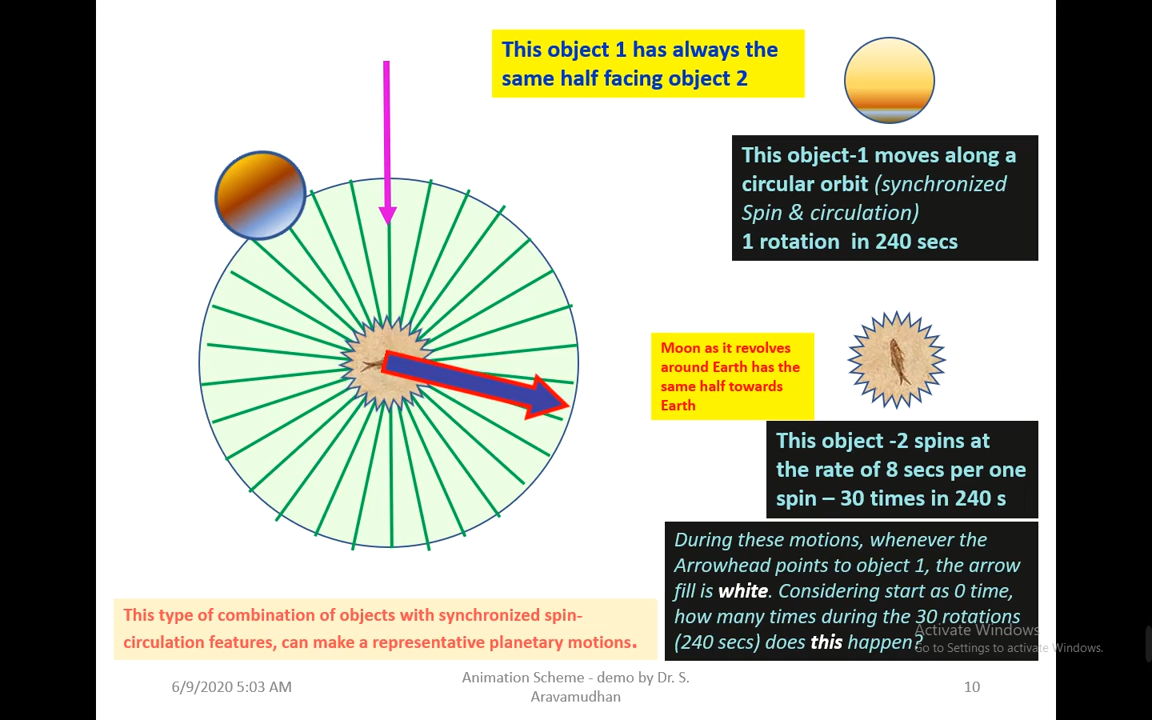 This object 1 has always the
same half facing object 2
This object-1 moves along a
circular orbit (synchronized
Spin & circulation)
1 rotation in 240 secs
Moon as it revolves
around Earth has the
same half towards
Earth
This object -2 spins at
the rate of 8 secs per one
spin – 30 times in 240 s
During these motions, whenever the
Arrowhead points to object 1, the arrow
fill is white. Considering start as 0 time,
how many times during the 30 rotations
(240 secs) does this happen?
Activate Windows
Go to Settings to activate Windows.
This type of combination of objects with synchronized spin-
circulation features, can make a representative planetary motions.
6/9/2020 5:03 AM
Animation Scheme - demo by Dr. S.
Aravamudhan
10